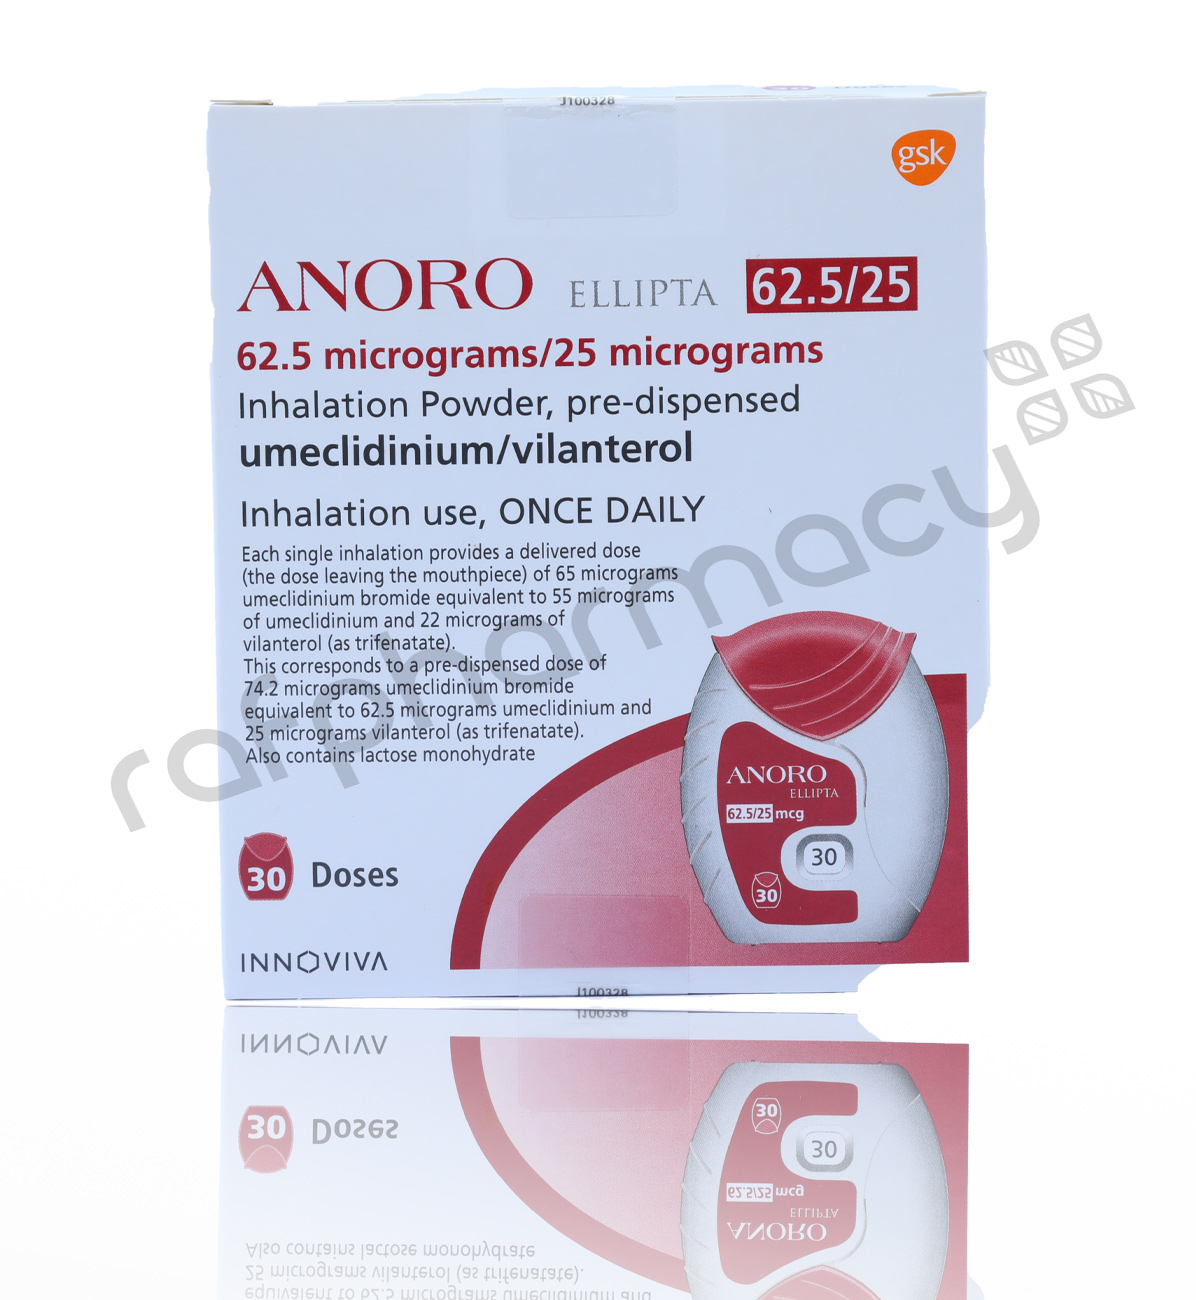 J100328
gsk
ANORO ELLIPTA 62.5/25
62.5 micrograms/25 micrograms
Inhalation Powder, pre-dispensed
umeclidinium/vilanterol
Inhalation use, ONCE DAILY
Each single inhalation provides a delivered dose
(the dose leaving the mouthpiece) of 65 micrograms
umeclidinium bromide equivalent to 55 micrograms
of umeclidinium and 22 micrograms of
vilanterol (as trifenatate).
This corresponds to a pre-dispensed dose of
74.2 micrograms umeclidinium bromide
equivalent to 62.5 micrograms umeclidinium and
25 micrograms vilanterol (as trifenatate).
Also contains lactose monohydrate
rafpharmacy
ANORO
ELLIPTA
62.5/25 mcg
30
30
30 Doses
INNOVIVA
J100328